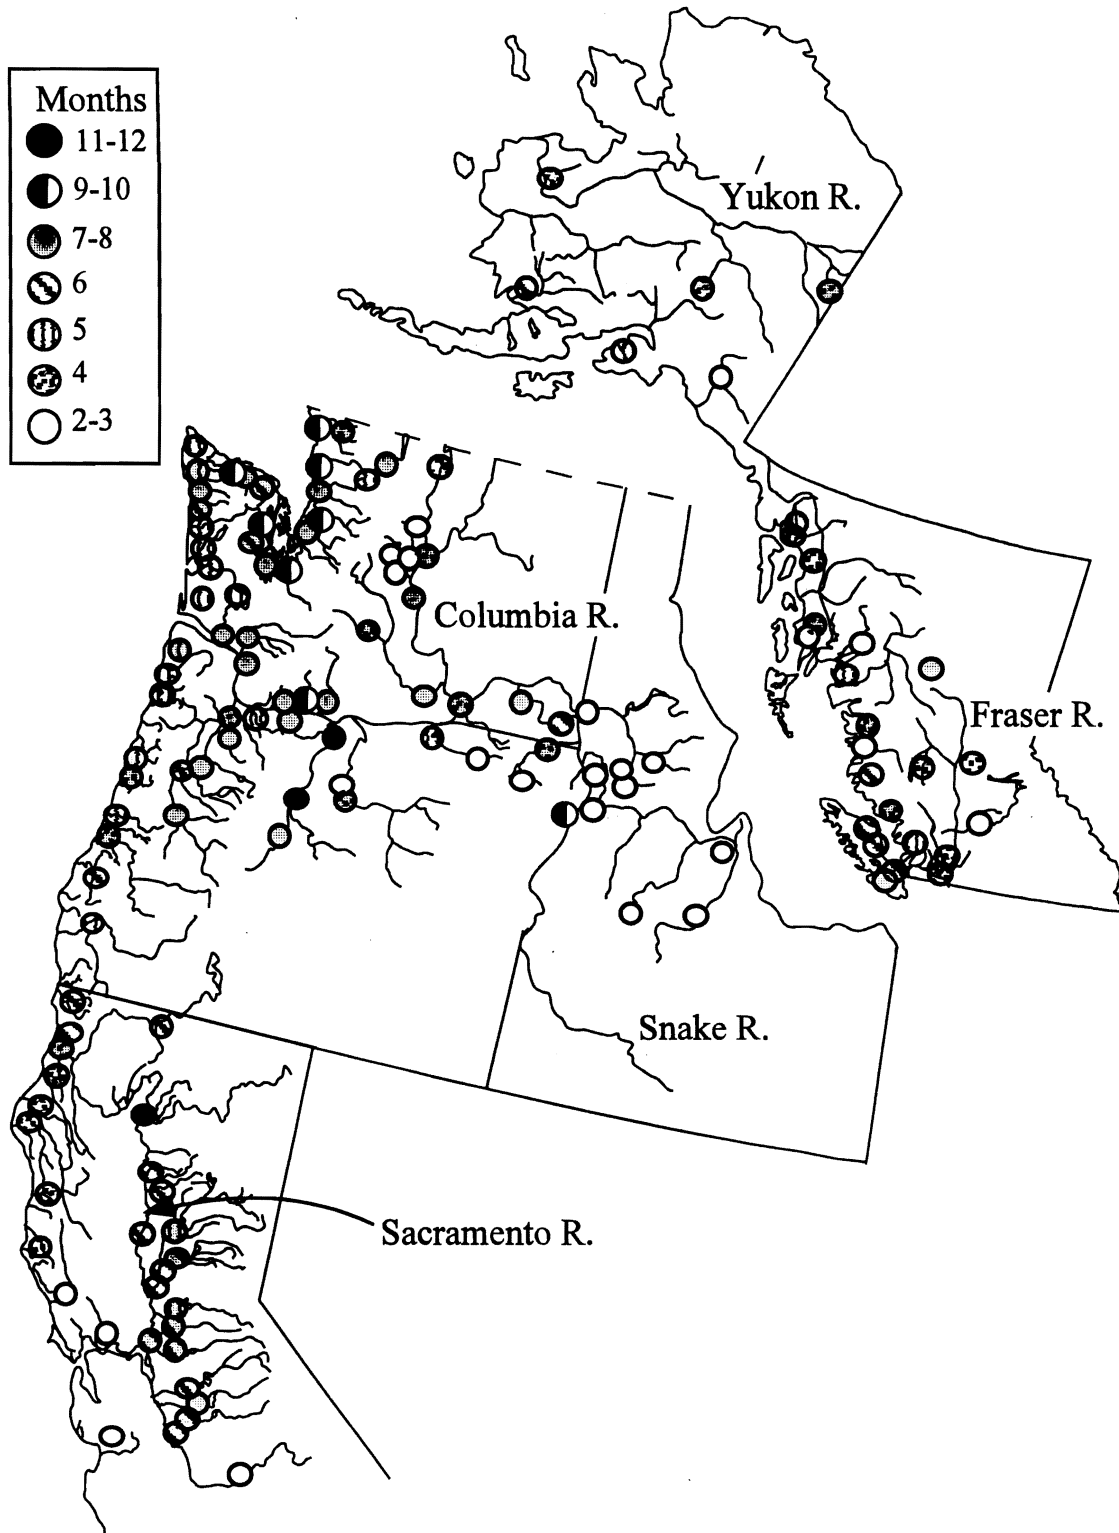 Months
11-12
9-10
7-8
6
5
4
2-3
Yukon R.
Columbia R.
Fraser R.
Snake R.
Sacramento R.